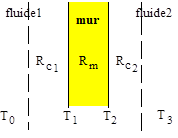 fluide1 mur fluide2
Rc1 Rm Rc2
T0 T1 T2 T3